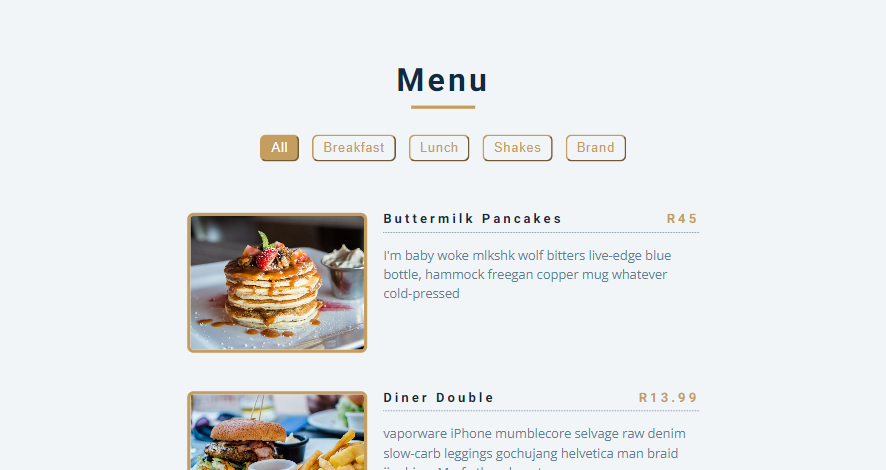 Menu
All Breakfast Lunch Shakes Brand
Buttermilk Pancakes R45
I'm baby woke mlkshk wolf bitters live-edge blue
bottle, hammock freegan copper mug whatever
cold-pressed
Diner Double R13.99
vaporware iPhone mumblecore selvage raw denim
slow-carb leggings gochujang helvetica man braid